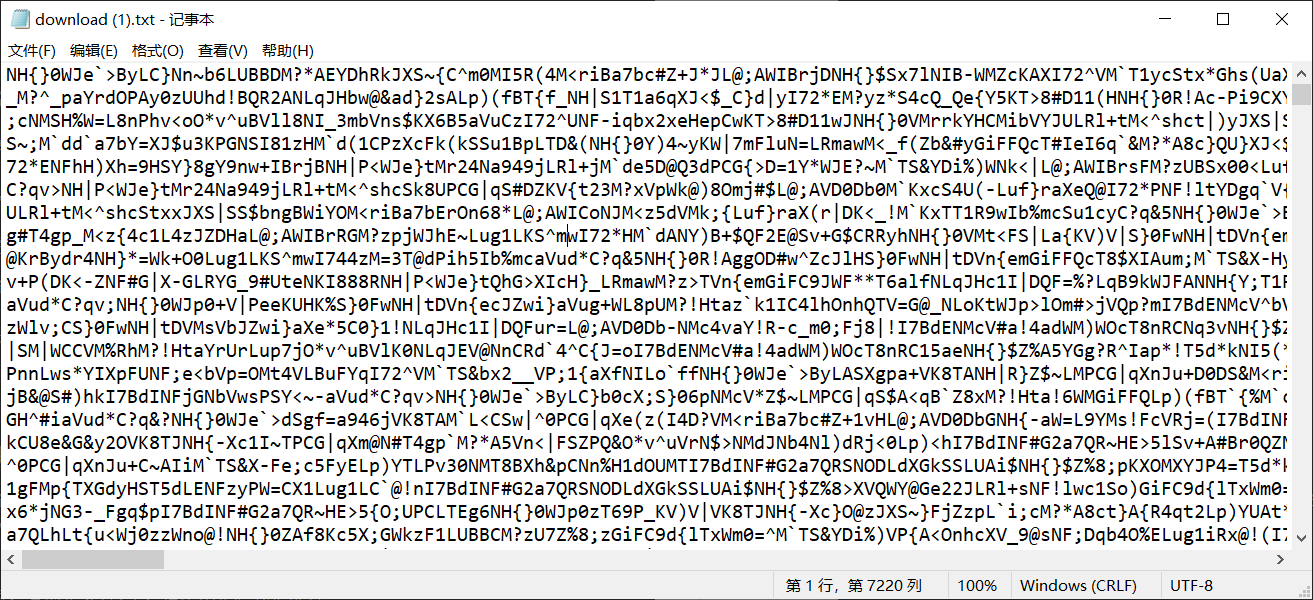 download (1).txt - 记事本
文件(F) 编辑(E) 格式(O) 查看(V) 帮助(H)
NH{}0WJe`>ByLC}Nn~b6LUBBDM?*AEYDhRkJXS~{C^m0MI5R(4M<riBa7bc#Z+J*JL@;AWIBrjDNH{}$Sx7lNIB-WMZcKAXI72^VM`T1ycStx*Ghs(Ua
_M?^_paYrdOPAy0zUUhd!BQR2ANLqJHbw@&ad}2sALp)(fBT{f_NH|S1T1a6qXJ<$_C}d|yI72*EM?yz*S4cQ_Qe{Y5KT>8#D11(HNH{}0R!Ac-Pi9CX
;cNMSH%W=L8nPhv<oO*v^uBVll8NI_3mbVns$KX6B5aVuCzI72^UNF-iqbx2xeHepCwKT>8#D11wJNH{}0VMrrkYHCMibVYJULRl+tM<^shct|)yJXS|
S~;M`dd`a7bY=XJ$u3KPGNSI81zHM`d(1CPzXcFk(kSSu1BpLTD&(NH{}0Y)4~yKW|7mFluN=LRmawM<_f(Zb&#yGiFFQcT#IeI6q`&M?*A8c}QU}XJ<
72*ENFhH)Xh=9HSY}8gY9nw+IBrjBNH|P<WJe}tMr24Na949jLRl+jM`de5D@Q3dPCG{>D=1Y*WJE?~M`TS&YDi%)WNk<|L@;AWIBrsFM?zUBSx00<Luf
C?qv>NH|P<WJe}tMr24Na949jLRl+tM<^shcSk8UPCG|qS#DZKV{t23M?xVpWk@)8Omj#$L@;AVD0Db0M`KxcS4U(-Luf}raXeQ@I72*PNF!ltYDgq`V
ULRl+tM<^shcStxxJXS|SS$bngBWiYOM<riBa7bErOn68*L@;AWICoNJM<z5dVMk;{Luf}raX(r|DK<_!M`KxTT1R9wIb%mcSu1cyC?q&5NH{}0WJe`>
g#T4gp_M<z{4c1L4zJZDHaL@;AWIBrRGM?zpjWJhE~Lug1LKS^mwI72*HM`dANY)B+$QF2E@Sv+G$CRRyhNH{}0VMt<FS|La{KV)V|S}0FwNH|tDVn{em
@KrBydr4NH}*=Wk+O0Lug1LKS^mwI744zM=3T@dPih5Ib%mcaVud*C?q&5NH{}0R!AggOD#w^ZcJlHS}0FwNH|tDVn{emGiFFQcT8$XIAum;M`TS&X-Hy
v+P(DK<-ZNF#G|X-GLRYG_9#UteNKI888RNH|P<WJe}tQhG>XIcH}_LRmawM?z>TVn{emGiFC9JWF**T6alfNLqJHc1I|DQF=%?LqB9kWJFANNH{Y;T1
aVud*C?qv;NH{}0WJp0+V|PeeKUHK%S}0FwNH|tDVn{ecJZwi}aVug+WL8pUM?!Htaz`k1IC4lhOnhQTV=G@_NLoKtWJp>lOm#>jVQp?mI7BdENMcV^b
zWlv;CS}0FwNH|tDVMsVbJZwi}aXe*5C0}1!NLqJHc1I|DQFur=L@;AVD0Db-NMc4vaY!R-c_m0;Fj8|!I7BdENMcV#a!4adWM)WOcT8nRCNq3vNH{}$
|SM|WCCVM%RhM?!HtaYrUrLup7jO*v^uBVlK0NLqJEV@NnCRd`4^C{J=oI7BdENMcV#a!4adWM)WOcT8nRC15aeNH{}$Z%A5YGg?R^Iap*!T5d*kNI5(
PnnLws*YIXpFUNF;e<bVp=OMt4VLBuFYqI72^VM`TS&bx2__VP;1{aXfNILo`ffNH{}0WJe`>ByLASXgpa+VK8TANH|R}Z$~LMPCG|qXnJu+D0DS&M<r
jB&@S#)hkI7BdINFjGNbVwsPSY<~-aVud*C?qv>NH{}0WJe`>ByLC}b0cX;S}06pNMcV*Z$~LMPCG|qS$A<qB`Z8xM?!Hta!6WMGiFFQLp)(fBT`{%M`
GH^#iaVud*C?q&?NH{}0WJe`>dSgf=a946jVK8TAM`L<CSw|^0PCG|qXe(z(I4D?VM<riBa7bc#Z+1vHL@;AVD0DbGNH{-aW=L9YMs!FcVRj=(I7BdIN
kCU8e&G&y2OVK8TJNH{-Xc1I~TPCG|qXm@N#T4gp`M?*A5Vn<|FSZPQ&O*v^uVrN$>NMdJNb4Nl)dRj<0Lp)<hI7BdINF#G2a7QR~HE>5lSv+A#Br0QZ
^0PCG|qXnJu+C~AIiM`TS&X-Fe;c5FyELp)YTLPv30NMT8BXh&pCNn%H1dOUMTI7BdINF#G2a7QRSNODLdXGkSSLUAi$NH{}$Z%8;pKXOMXYJP4=T5d*
1gFMp{TXGdyHST5dLENFzyPW=CX1Lug1LC`@!nI7BdINF#G2a7QRSNODLdXGkSSLUAi$NH{}$Z%8>XVQWY@Ge22JLRl+sNF!lwc1So)GiFC9d{lTxWm0
x6*jNG3-_Fgq$pI7BdINF#G2a7QR~HE>5{O;UPCLTEg6NH{}0WJp0zT69P_KV)V|VK8TJNH{-Xc}O@zJXS~}FjZzpL`i;cM?*A8ct}A{R4qt2Lp}YUAt
a7QLhLt{u<Wj0zzWno@!NH{}0ZAf8Kc5X;GWkzF1LUBBCM?zU7Z%8;zGiFC9d{lTxWm0=^M`TS&YDi%)VP{A<OnhcXV_9@sNF;Dqb4O%ELug1iRx@!(I
第 1 行，第 7220 列 100% Windows (CRLF) UTF-8